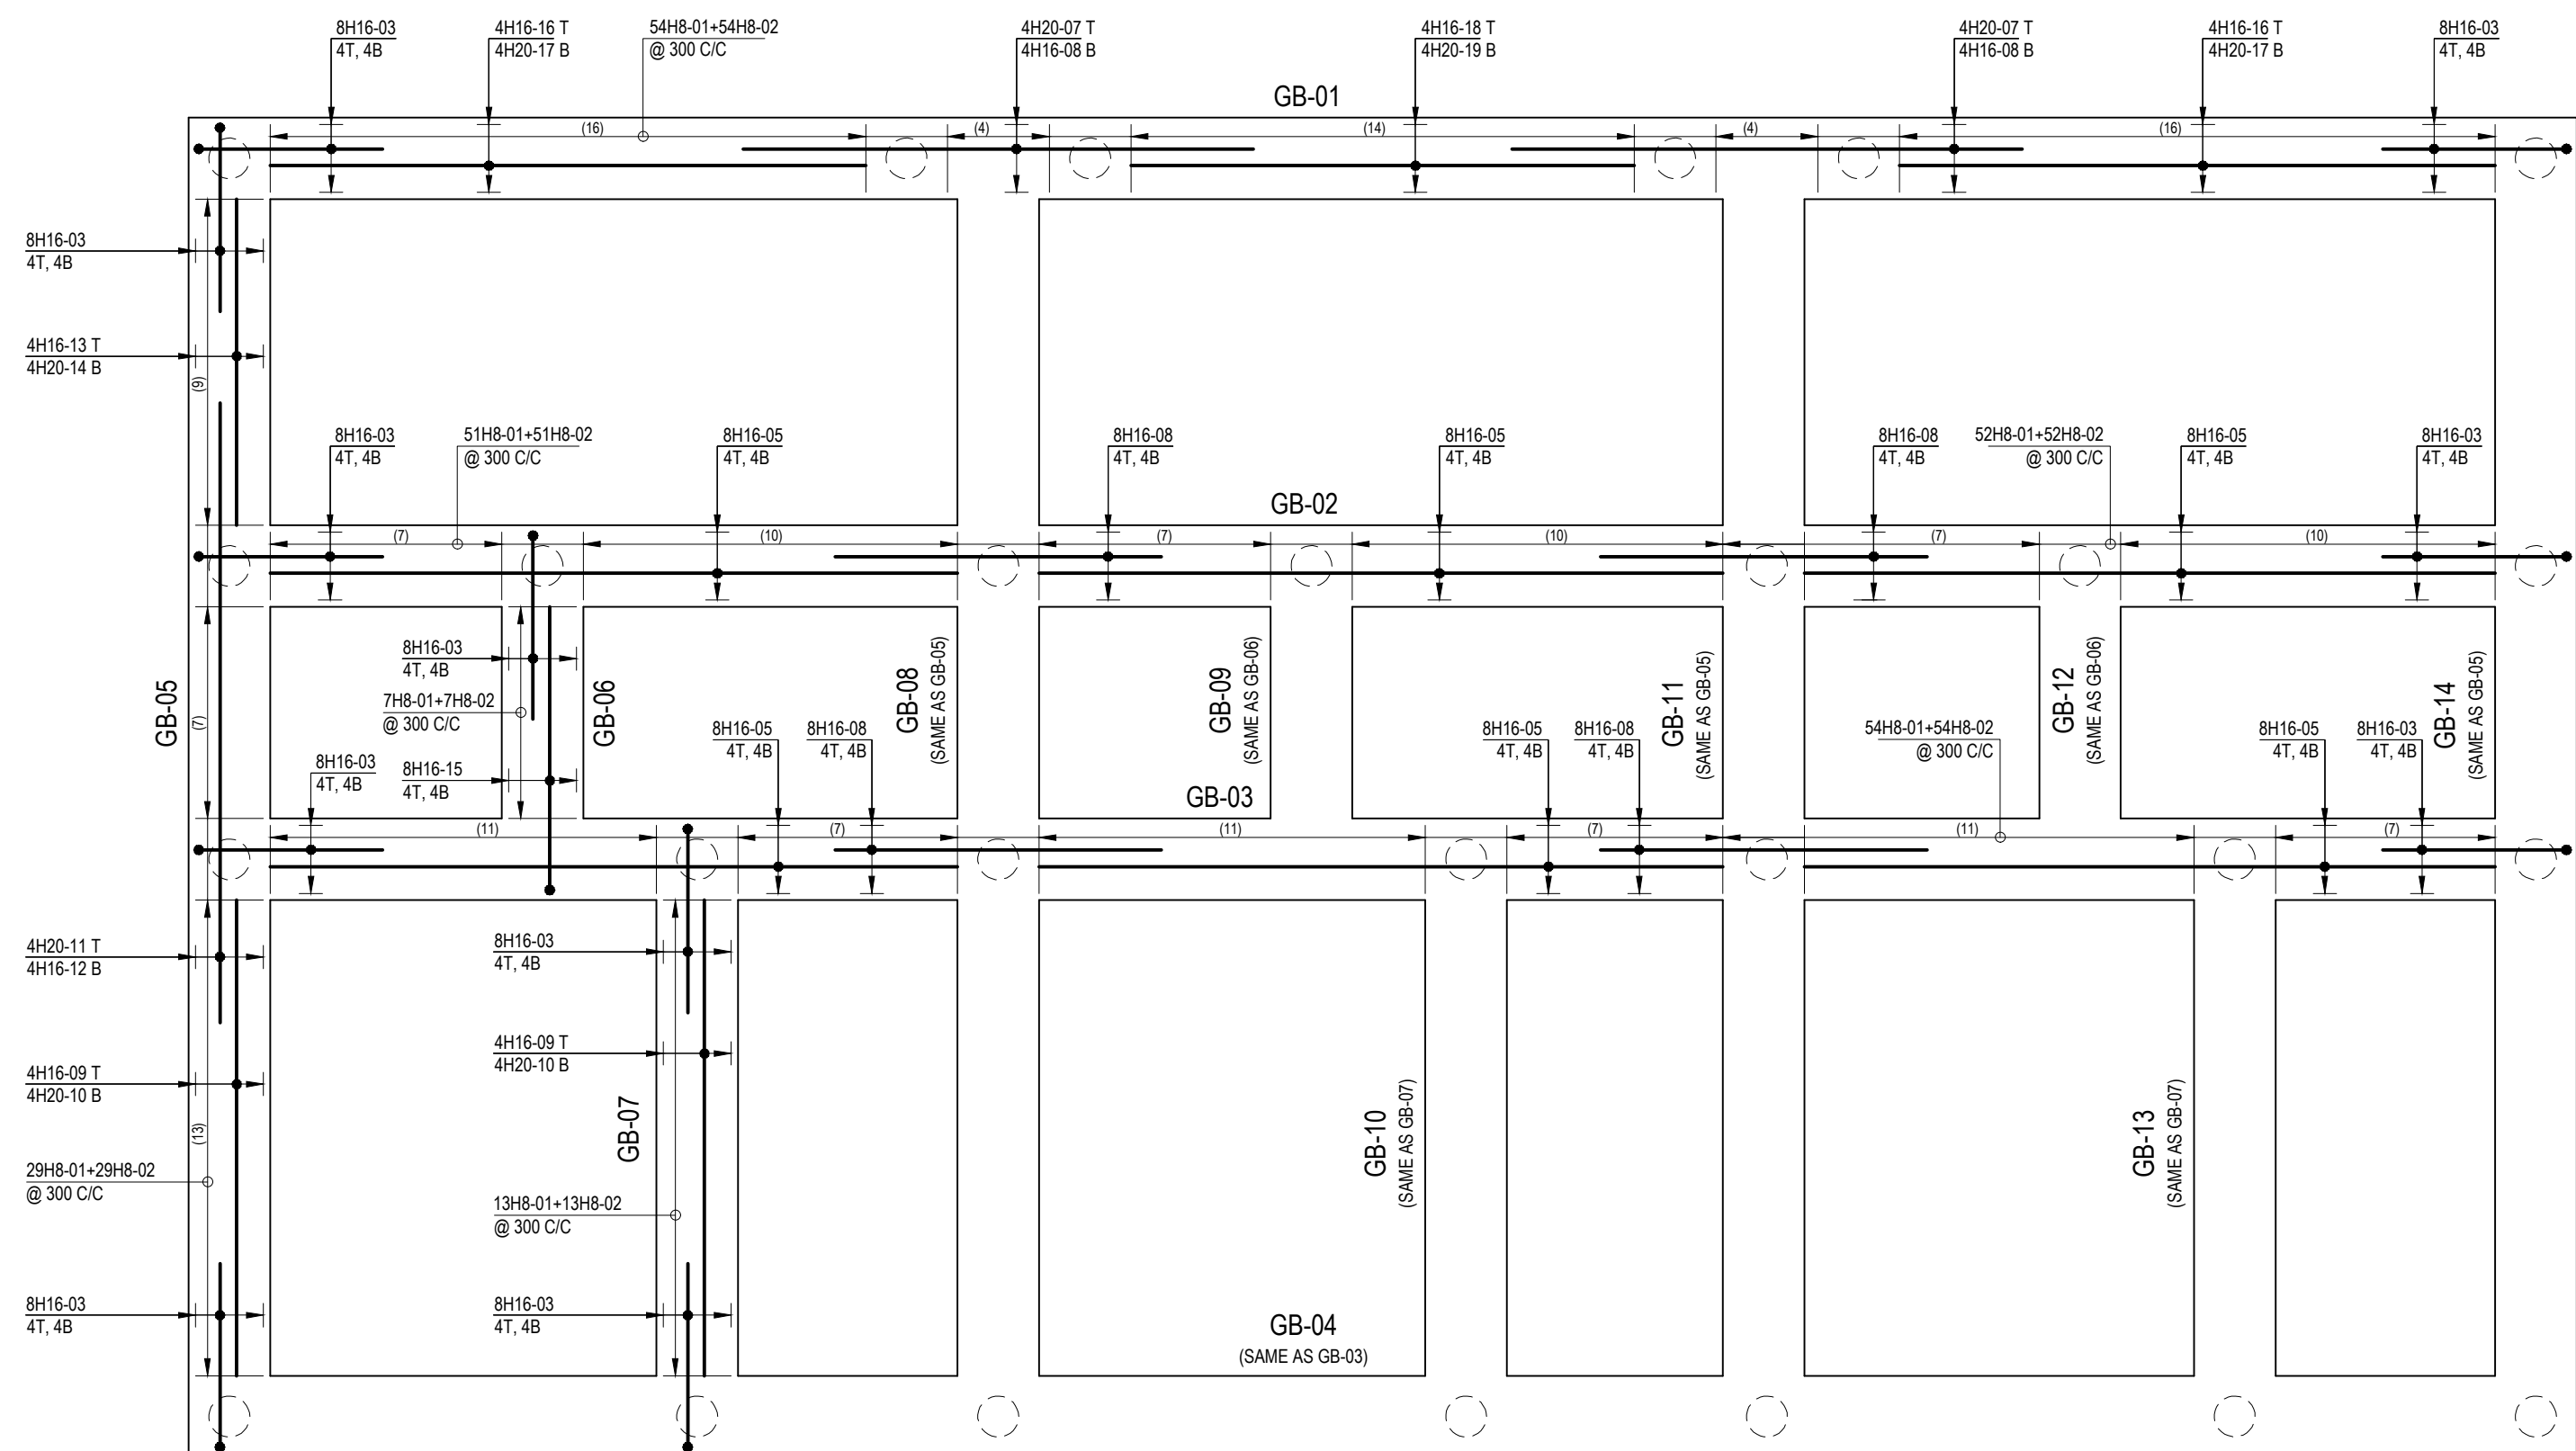 8H16-03
4T, 4B
4H16-16 T
4H20-17 B
54H8-01+54H8-02
@ 300 C/C
4H20-07 T
4H16-08 B
4H16-18 T
4H20-19 B
4H20-07 T
4H16-08 B
4H16-16 T
4H20-17 B
8H16-03
4T, 4B
GB-01
(16)
(4)
(14)
(4)
(16)
8H16-03
4T, 4B
4H16-13 T
4H20-14 B
(9)
8H16-03
4T, 4B
51H8-01+51H8-02
@ 300 C/C
8H16-05
4T, 4B
8H16-08
4T, 4B
8H16-05
4T, 4B
8H16-08
4T, 4B
52H8-01+52H8-02
@ 300 C/C
8H16-05
4T, 4B
8H16-03
4T, 4B
GB-02
(7)
(10)
(7)
(10)
(7)
(10)
GB-05
(7)
8H16-03
4T, 4B
7H8-01+7H8-02
@ 300 C/C
8H16-03
4T, 4B
8H16-15
4T, 4B
GB-06
8H16-05
4T, 4B
8H16-08
4T, 4B
GB-08
(SAME AS GB-05)
GB-09
(SAME AS GB-06)
GB-03
8H16-05
4T, 4B
8H16-08
4T, 4B
GB-11
(SAME AS GB-05)
54H8-01+54H8-02
@ 300 C/C
GB-12
(SAME AS GB-06)
8H16-05
4T, 4B
8H16-03
4T, 4B
GB-14
(SAME AS GB-05)
(11)
(7)
(11)
(7)
(11)
(7)
4H20-11 T
4H16-12 B
8H16-03
4T, 4B
4H16-09 T
4H20-10 B
4H16-09 T
4H20-10 B
(13)
GB-07
29H8-01+29H8-02
@ 300 C/C
13H8-01+13H8-02
@ 300 C/C
GB-10
(SAME AS GB-07)
GB-13
(SAME AS GB-07)
8H16-03
4T, 4B
8H16-03
4T, 4B
GB-04
(SAME AS GB-03)